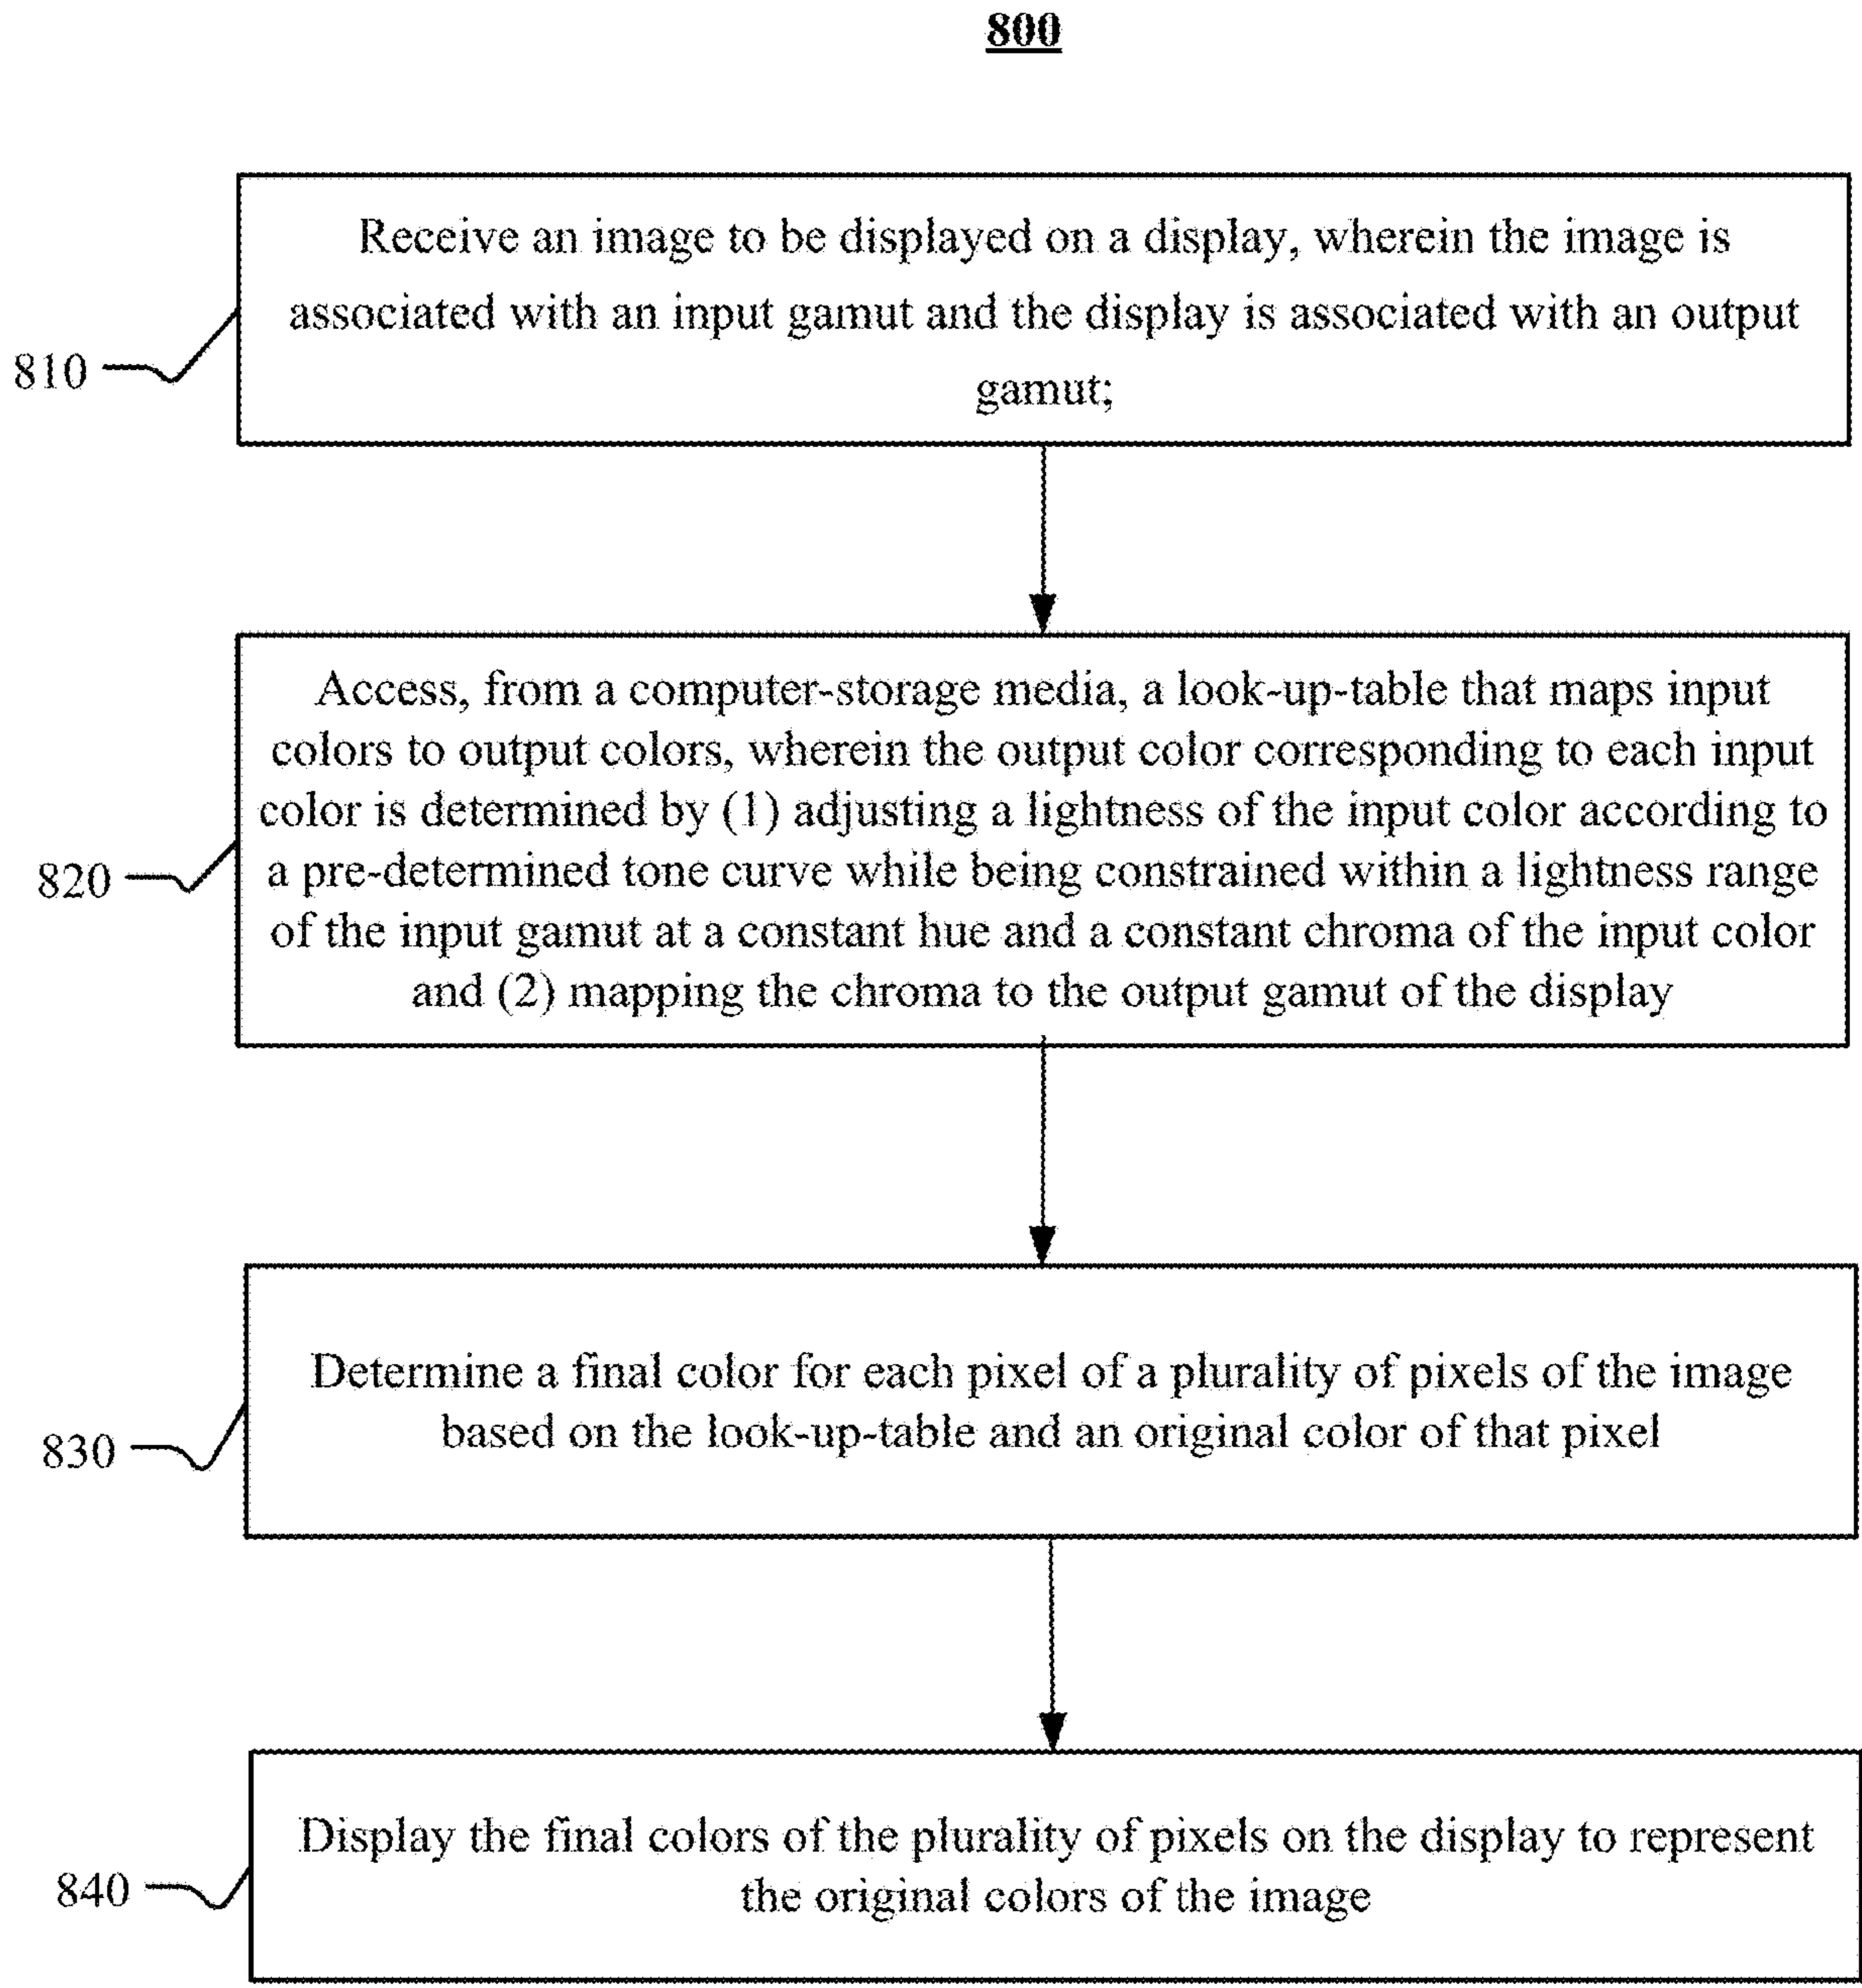 800
Receive an image to be displayed on a display, wherein the image is
associated with an input gamut and the display is associated with an output
gamut;
810
Access, from a computer-storage media, a look-up-table that maps input
colors to output colors, wherein the output color corresponding to each input
color is determined by (1) adjusting a lightness of the input color according to
a pre-determined tone curve while being constrained within a lightness range
of the input gamut at a constant hue and a constant chroma of the input color
and (2) mapping the chroma to the output gamut of the display
820
Determine a final color for each pixel of a plurality of pixels of the image
based on the look-up-table and an original color of that pixel
830
Display the final colors of the plurality of pixels on the display to represent
the original colors of the image
840